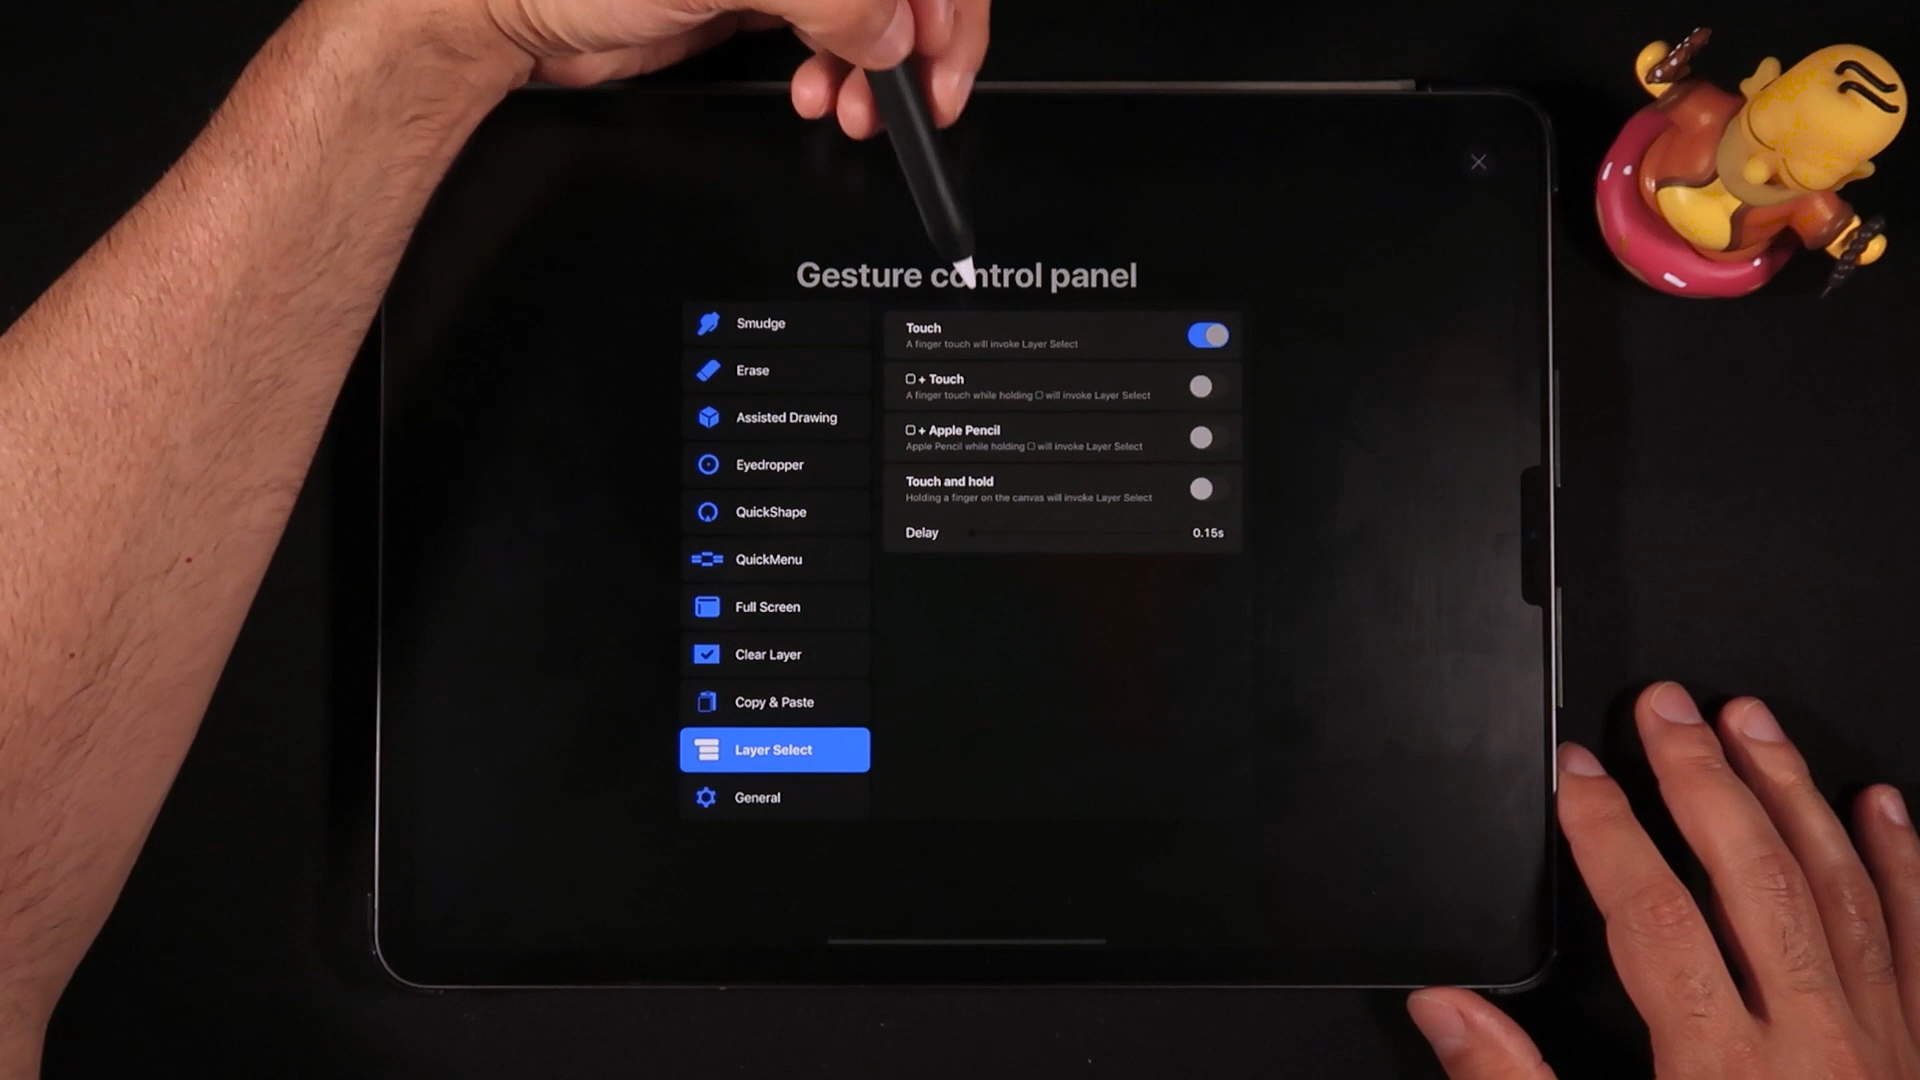 Gesture control panel
Smudge
Erase
Assisted Drawing
Eyedropper
QuickShape
QuickMenu
Full Screen
Clear Layer
Copy & Paste
Layer Select
General
Touch
A finger touch will invoke Layer Select
▢ + Touch
A finger touch while holding ▢ will invoke Layer Select
▢ + Apple Pencil
Apple Pencil while holding ▢ will invoke Layer Select
Touch and hold
Holding a finger on the canvas will invoke Layer Select
Delay 0.15s